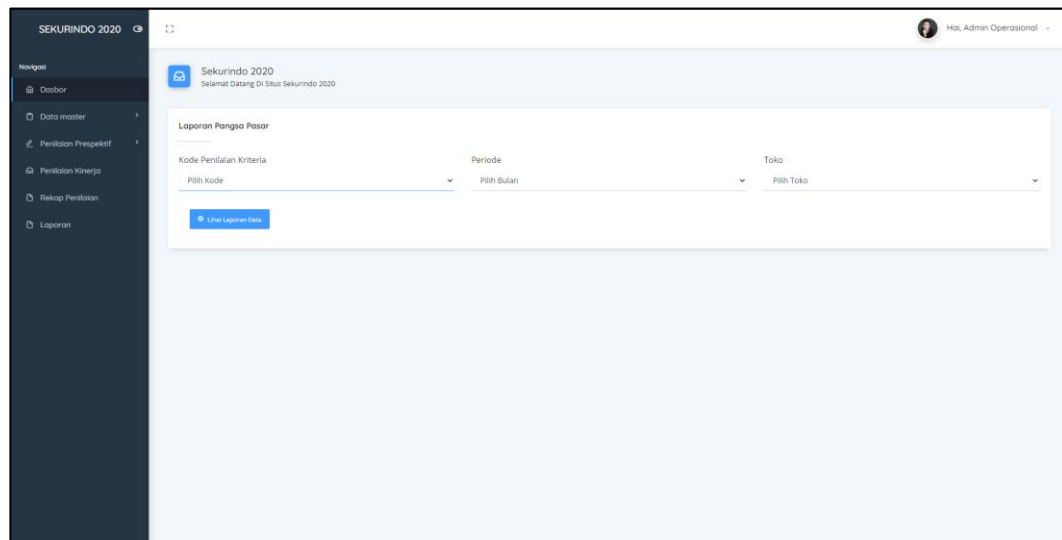 SEKURINDO 2020
Hai, Admin Operasional
Navigasi
Dasbor
Data master
Penilaian Prespektif
Penilaian Kinerja
Rekap Penilaian
Laporan
Sekurindo 2020
Selamat Datang Di Situs Sekurindo 2020
Laporan Pangsa Pasar
Kode Penilaian Kriteria
Periode
Toko
Pilih Kode
Pilih Bulan
Pilih Toko
Lihat Laporan Data